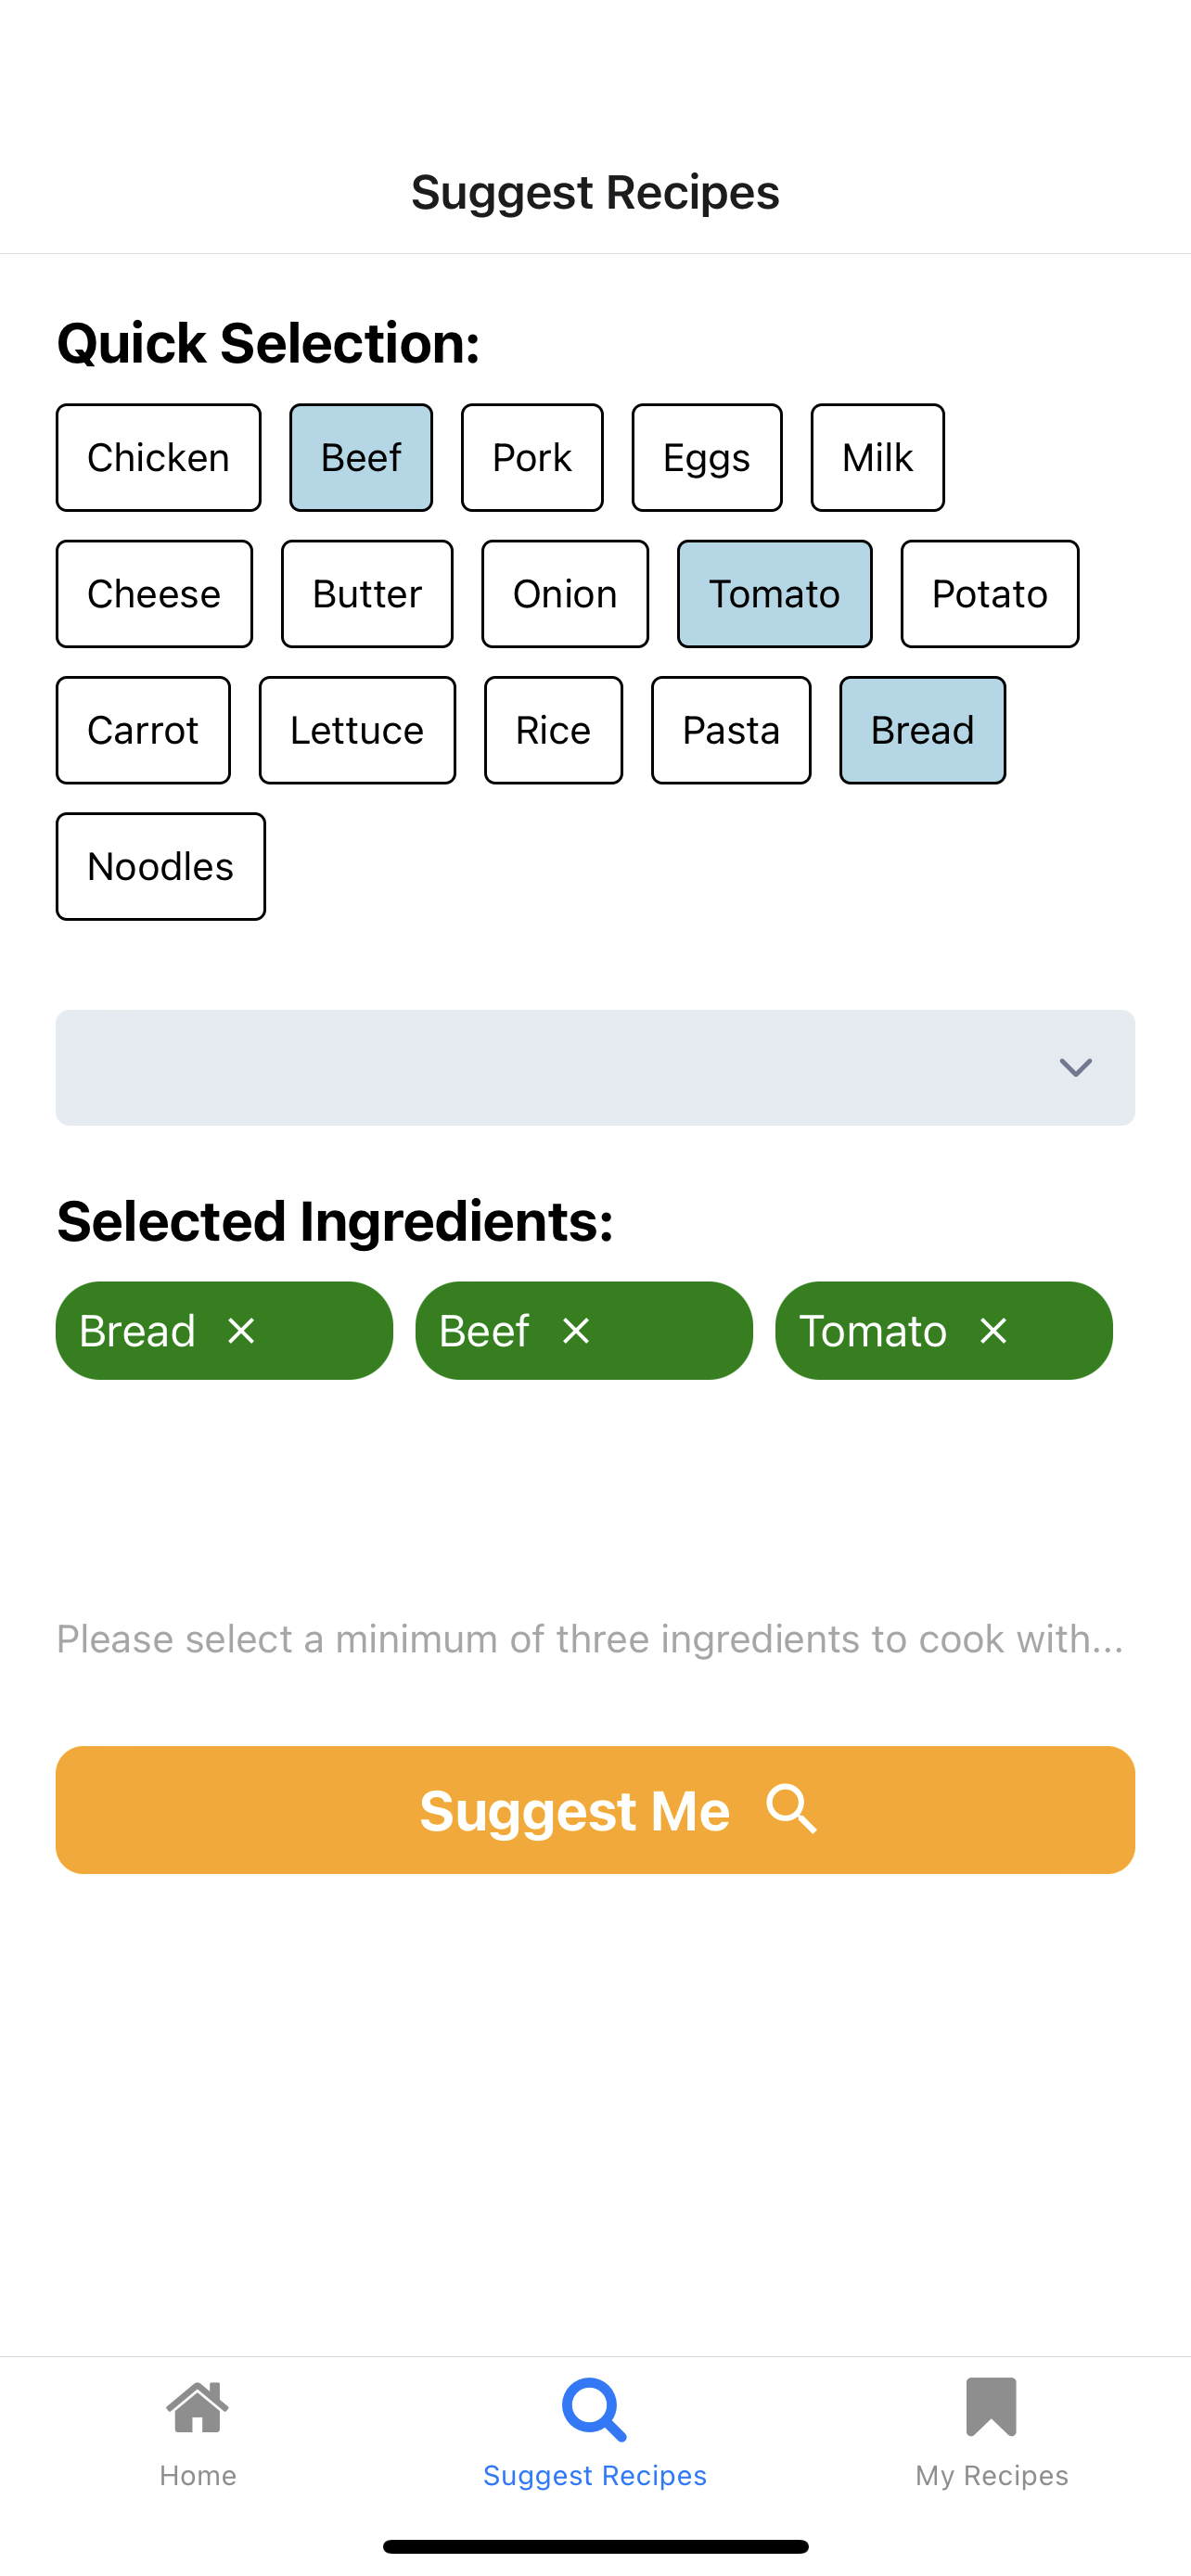 Suggest Recipes
Quick Selection:
Chicken Beef Pork Eggs Milk
Cheese Butter Onion Tomato Potato
Carrot Lettuce Rice Pasta Bread
Noodles
Selected Ingredients:
Bread × Beef × Tomato ×
Please select a minimum of three ingredients to cook with...
Suggest Me
Home Suggest Recipes My Recipes